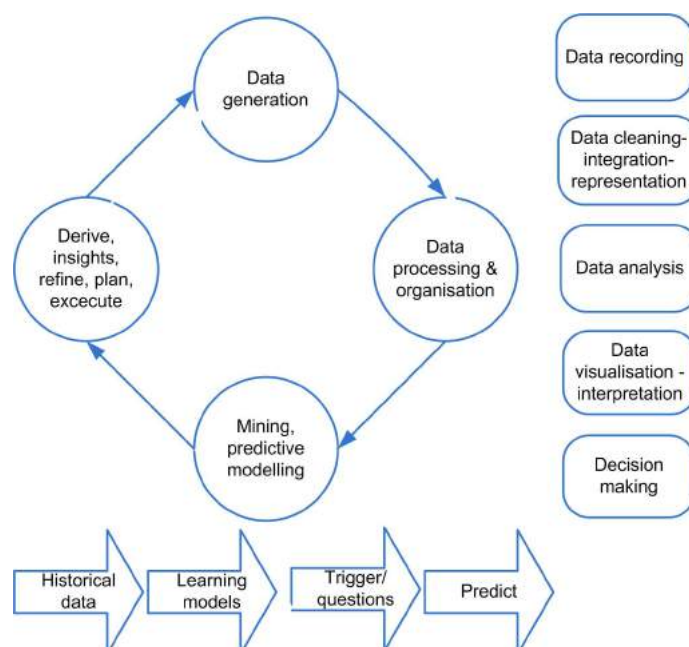 Data
generation
Data
processing &
organisation
Mining,
predictive
modelling
Derive,
insights,
refine, plan,
excecute
Data recording
Data cleaning-
integration-
representation
Data analysis
Data
visualisation -
interpretation
Decision
making
Historical
data
Learning
models
Trigger/
questions
Predict